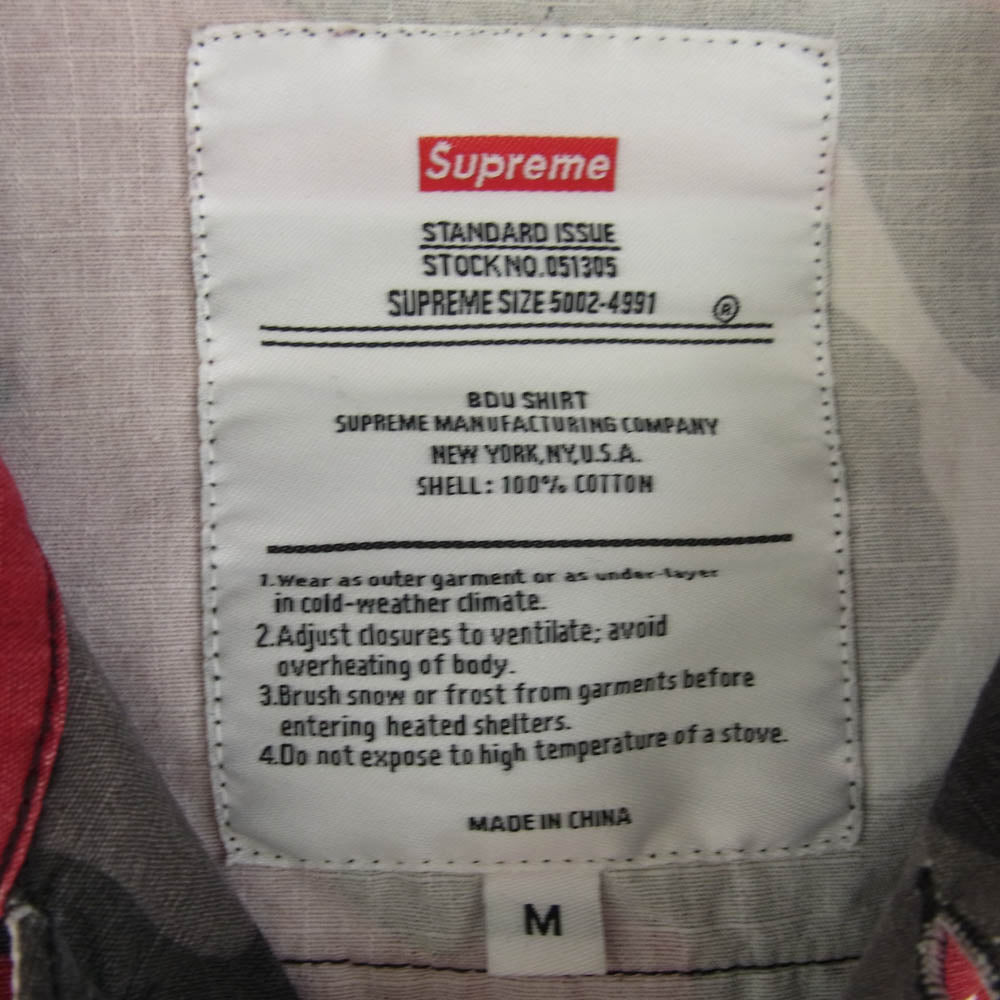 Supreme
STANDARD ISSUE
STOCK NO.051305
SUPREME SIZE 5002-4991 ®
BDU SHIRT
SUPREME MANUFACTURING COMPANY
NEW YORK,NY,U.S.A.
SHELL: 100% COTTON
1.Wear as outer garment or as under-layer
in cold-weather climate.
2.Adjust closures to ventilate; avoid
overheating of body.
3.Brush snow or frost from garments before
entering heated shelters.
4.Do not expose to high temperature of a stove.
MADE IN CHINA
M